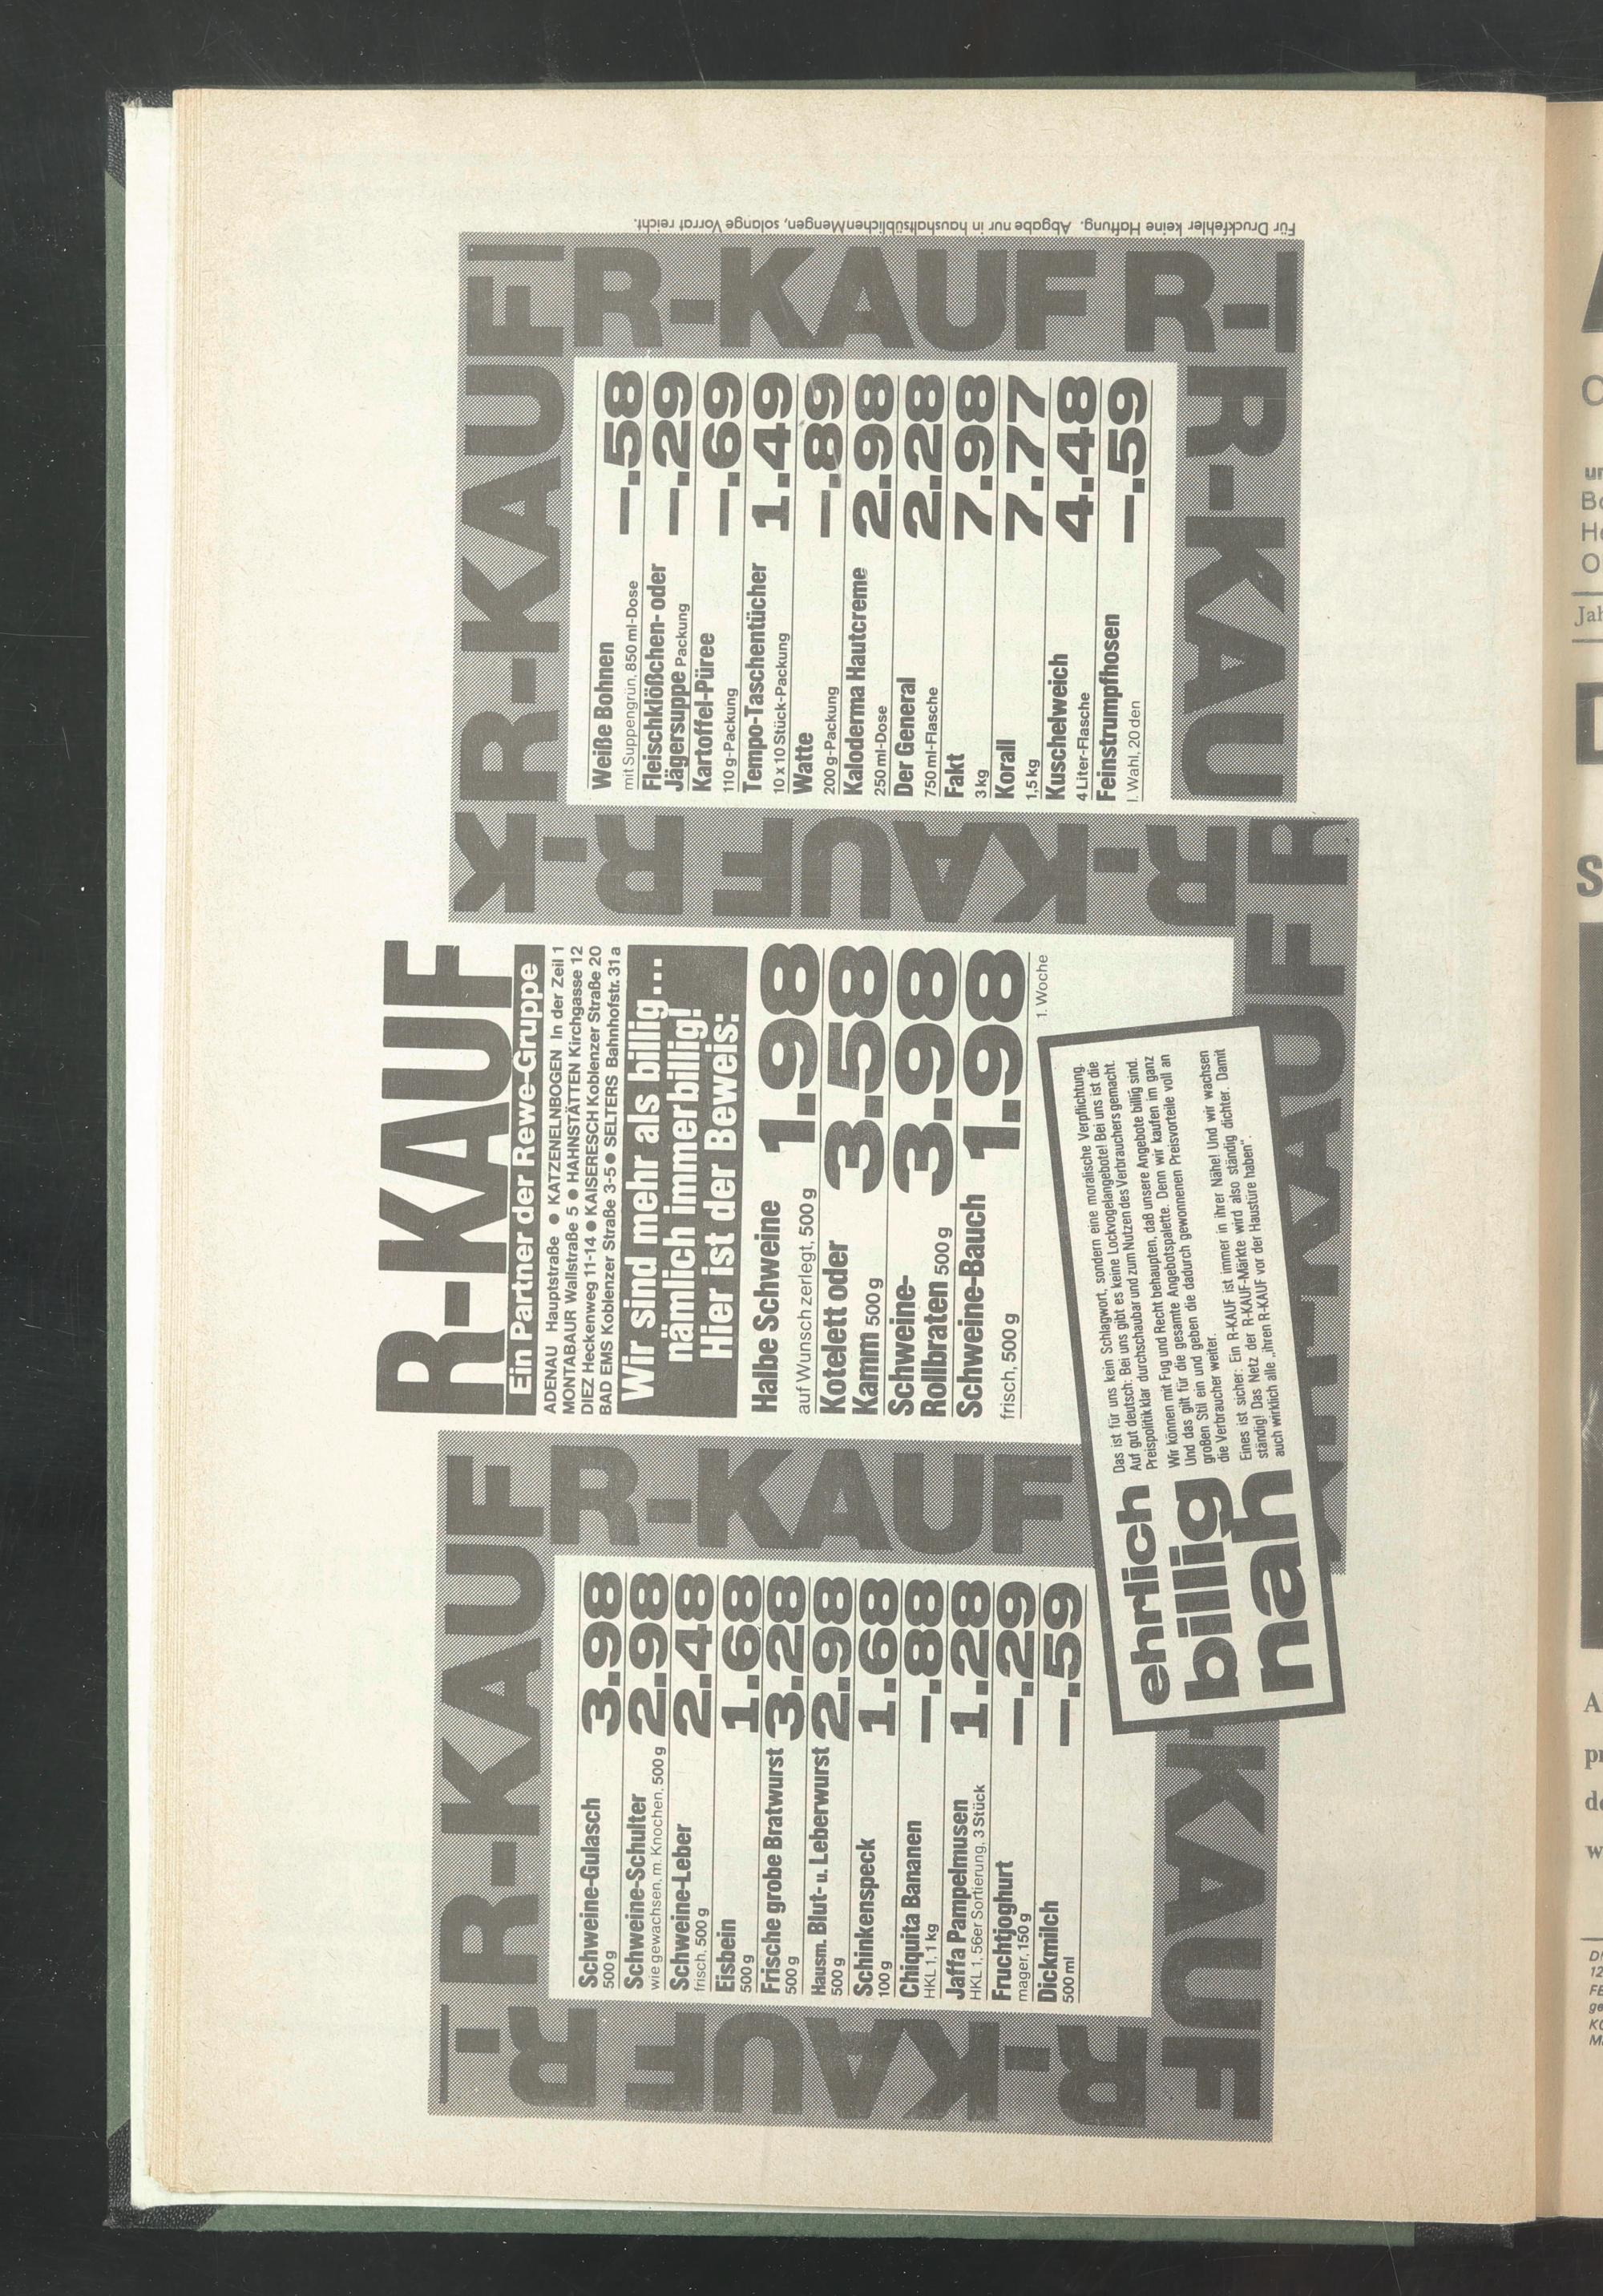 R-KAUF
Ein Partner der Rewe-Gruppe
ADENAU Hauptstraße ● KATZENELNBOGEN In der Zeil 1
MONTABAUR Wallstraße 5 ● HAHNSTÄTTEN Kirchgasse 12
DIEZ Heckenweg 11-14 ● KAISERESCH Koblenzer Straße 20
BAD EMS Koblenzer Straße 3-5 ● SELTERS Bahnhofstr. 31a
Wir sind mehr als billig...
nämlich immerbillig!
Hier ist der Beweis:
R-KAUF
R-KAUF
R-KAUF R
KAUF
Schweine-Gulasch 3.98
500 g
Schweine-Schulter 2.98
wie gewachsen, m. Knochen, 500 g
Schweine-Leber 2.48
frisch, 500 g
Eisbein 1.68
500 g
Frische grobe Bratwurst 3.28
500 g
Hausm. Blut- u. Leberwurst 2.98
500 g
Schinkenspeck 1.68
100 g
Chiquita Bananen –.88
HKL 1, 1 kg
Jaffa Pampelmusen 1.28
HKL 1, 56er Sortierung, 3 Stück
Fruchtjoghurt –.29
mager, 150 g
Dickmilch –.59
500 ml
Halbe Schweine 1.98
auf Wunsch zerlegt, 500 g
Kotelett oder
Kamm 500 g 3.58
Schweine-
Rollbraten 500 g 3.98
Schweine-Bauch 1.98
frisch, 500 g
1. Woche
ehrlich
billig
nah
Das ist für uns kein Schlagwort, sondern eine moralische Verpflichtung.
Auf gut deutsch: Bei uns gibt es keine Lockvogelangebote! Bei uns ist die
Preispolitik klar durchschaubar und zum Nutzen des Verbrauchers gemacht.
Wir können mit Fug und Recht behaupten, daß unsere Angebote billig sind.
Und das gilt für die gesamte Angebotspalette. Denn wir kaufen im ganz
großen Stil ein und geben die dadurch gewonnenen Preisvorteile voll an
die Verbraucher weiter.
Eines ist sicher: Ein R-KAUF ist immer in ihrer Nähe! Und wir wachsen
ständig! Das Netz der R-KAUF-Märkte wird also ständig dichter. Damit
auch wirklich alle „ihren R-KAUF vor der Haustüre haben".
R-KAUF
R-KAUF R-
R-KAUF R-K
R-KAU
Weiße Bohnen –.58
mit Suppengrün, 850 ml-Dose
Fleischklößchen- oder
Jägersuppe Packung –.29
Kartoffel-Püree –.69
110 g-Packung
Tempo-Taschentücher 1.49
10 x 10 Stück-Packung
Watte –.89
200 g-Packung
Kaloderma Hautcreme 2.98
250 ml-Dose
Der General 2.28
750 ml-Flasche
Fakt 7.98
3 kg
Korall 7.77
1,5 kg
Kuschelweich 4.48
4 Liter-Flasche
Feinstrumpfhosen –.59
I. Wahl, 20 den
Für Druckfehler keine Haftung. Abgabe nur in haushaltsüblichen Mengen, solange Vorrat reicht.